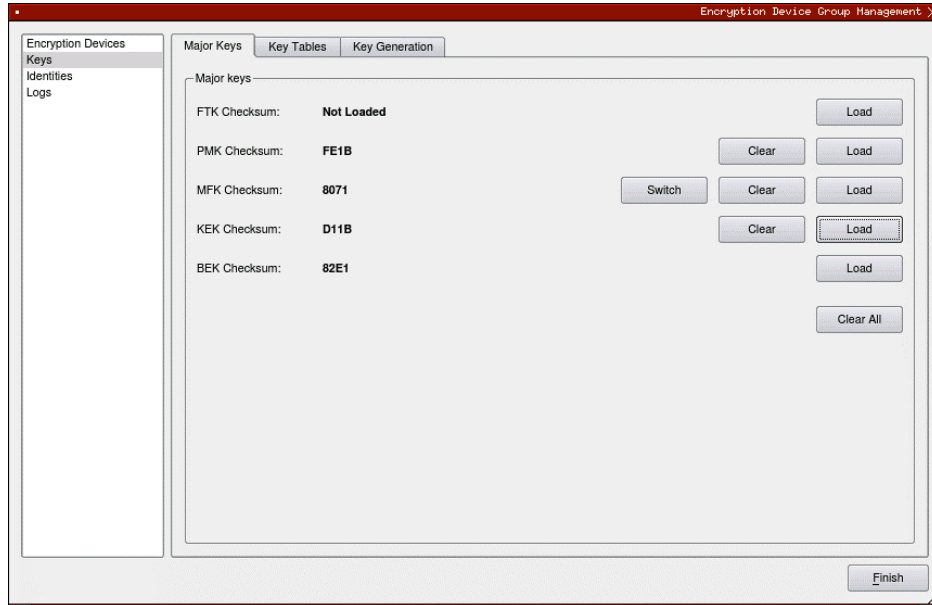 Encryption Device Group Management
Encryption Devices
Keys
Identities
Logs
Major Keys Key Tables Key Generation
Major keys
FTK Checksum: Not Loaded Load
PMK Checksum: FE1B Clear Load
MFK Checksum: 8071 Switch Clear Load
KEK Checksum: D11B Clear Load
BEK Checksum: 82E1 Load
Clear All
Finish